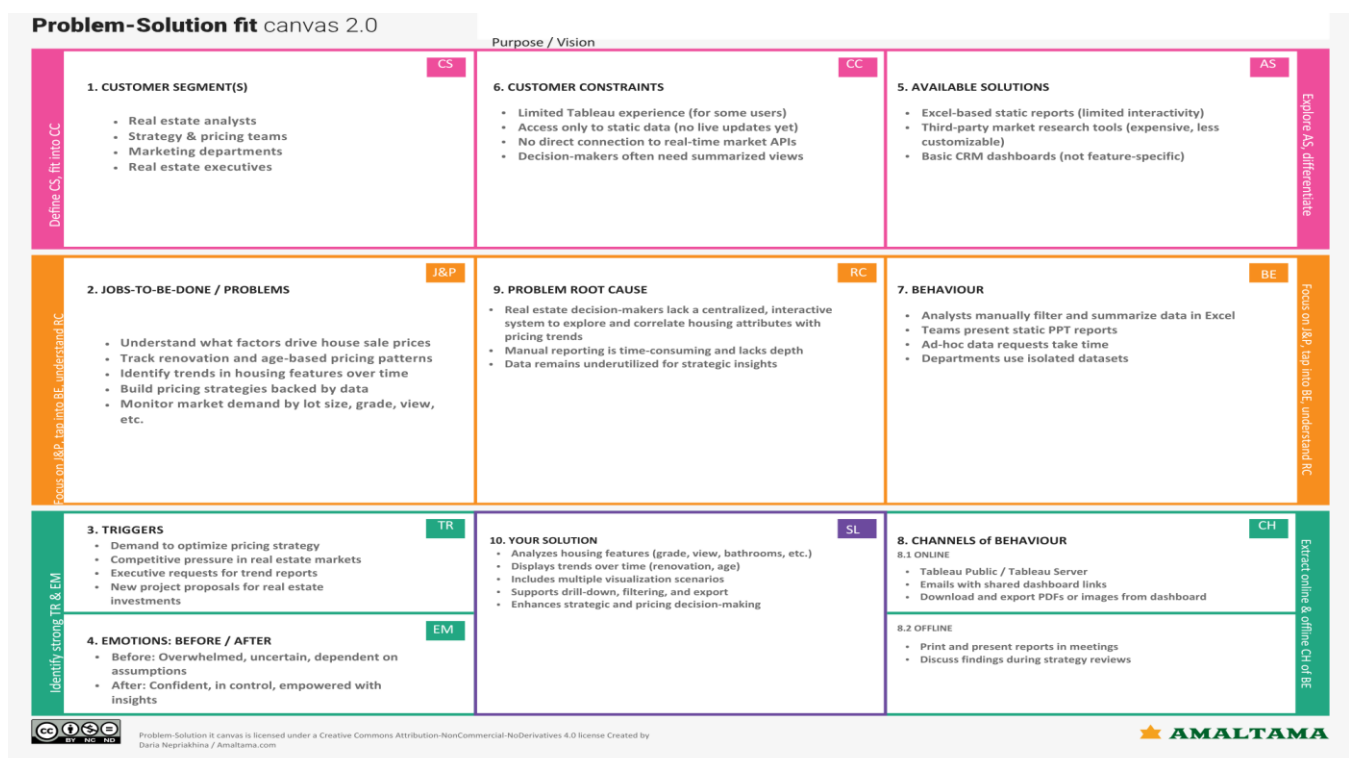 Problem-Solution fit canvas 2.0
Purpose / Vision
Define CS, fit into CC
CS
1. CUSTOMER SEGMENT(S)
• Real estate analysts
• Strategy & pricing teams
• Marketing departments
• Real estate executives
CC
6. CUSTOMER CONSTRAINTS
• Limited Tableau experience (for some users)
• Access only to static data (no live updates yet)
• No direct connection to real-time market APIs
• Decision-makers often need summarized views
AS
5. AVAILABLE SOLUTIONS
• Excel-based static reports (limited interactivity)
• Third-party market research tools (expensive, less
customizable)
• Basic CRM dashboards (not feature-specific)
Explore AS, differentiate
Focus on J&P, tap into BE, understand RC
J&P
2. JOBS-TO-BE-DONE / PROBLEMS
• Understand what factors drive house sale prices
• Track renovation and age-based pricing patterns
• Identify trends in housing features over time
• Build pricing strategies backed by data
• Monitor market demand by lot size, grade, view,
etc.
RC
9. PROBLEM ROOT CAUSE
• Real estate decision-makers lack a centralized, interactive
system to explore and correlate housing attributes with
pricing trends
• Manual reporting is time-consuming and lacks depth
• Data remains underutilized for strategic insights
BE
7. BEHAVIOUR
• Analysts manually filter and summarize data in Excel
• Teams present static PPT reports
• Ad-hoc data requests take time
• Departments use isolated datasets
Focus on J&P, tap into BE, understand RC
Identify strong TR & EM
TR
3. TRIGGERS
• Demand to optimize pricing strategy
• Competitive pressure in real estate markets
• Executive requests for trend reports
• New project proposals for real estate
investments
EM
4. EMOTIONS: BEFORE / AFTER
• Before: Overwhelmed, uncertain, dependent on
assumptions
• After: Confident, in control, empowered with
insights
SL
10. YOUR SOLUTION
• Analyzes housing features (grade, view, bathrooms, etc.)
• Displays trends over time (renovation, age)
• Includes multiple visualization scenarios
• Supports drill-down, filtering, and export
• Enhances strategic and pricing decision-making
CH
8. CHANNELS of BEHAVIOUR
8.1 ONLINE
• Tableau Public / Tableau Server
• Emails with shared dashboard links
• Download and export PDFs or images from dashboard
8.2 OFFLINE
• Print and present reports in meetings
• Discuss findings during strategy reviews
Extract online & offline CH of BE
cc
BY NC ND
Problem-Solution it canvas is licensed under a Creative Commons Attribution-NonCommercial-NoDerivatives 4.0 license Created by
Daria Nepriakhina / Amaltama.com
AMALTAMA